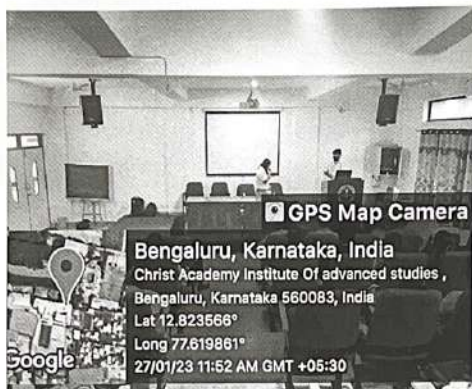 GPS Map Camera
Bengaluru, Karnataka, India
Christ Academy Institute Of advanced studies ,
Bengaluru, Karnataka 560083, India
Lat 12.823566°
Long 77.619861°
27/01/23 11:52 AM GMT +05:30
Google